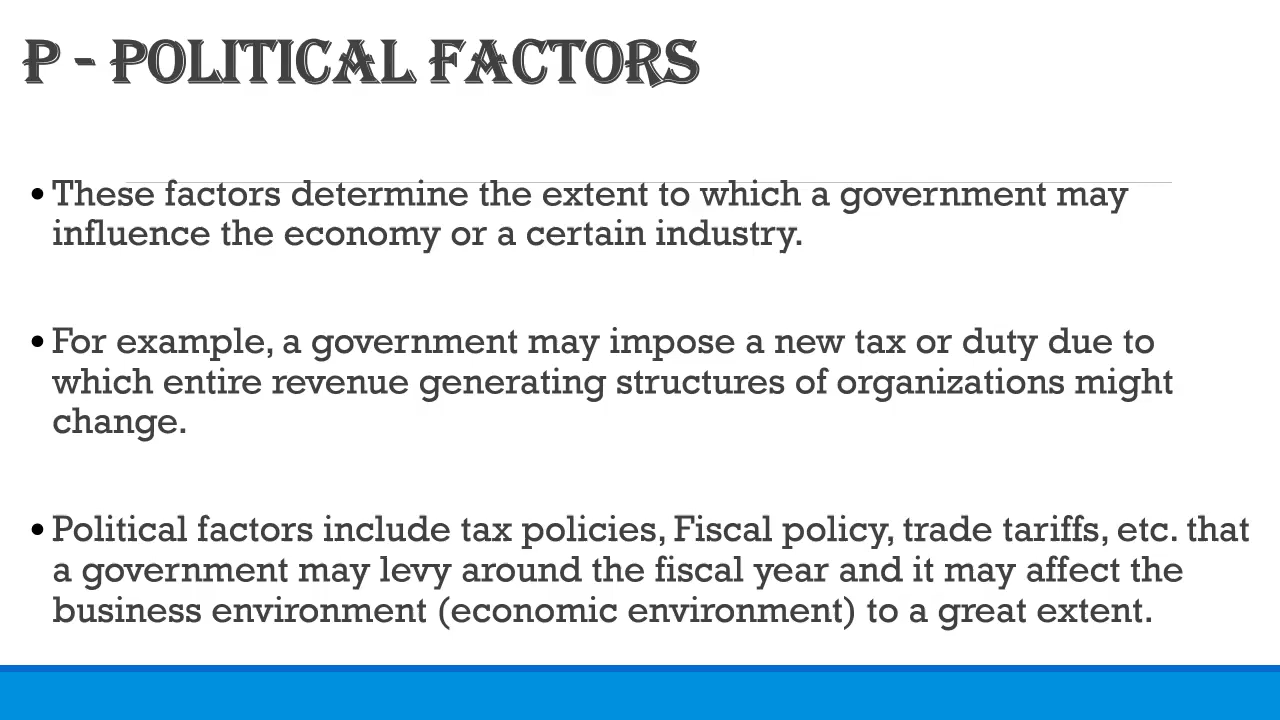 P - POLITICAL FACTORS
• These factors determine the extent to which a government may
influence the economy or a certain industry.
• For example, a government may impose a new tax or duty due to
which entire revenue generating structures of organizations might
change.
• Political factors include tax policies, Fiscal policy, trade tariffs, etc. that
a government may levy around the fiscal year and it may affect the
business environment (economic environment) to a great extent.